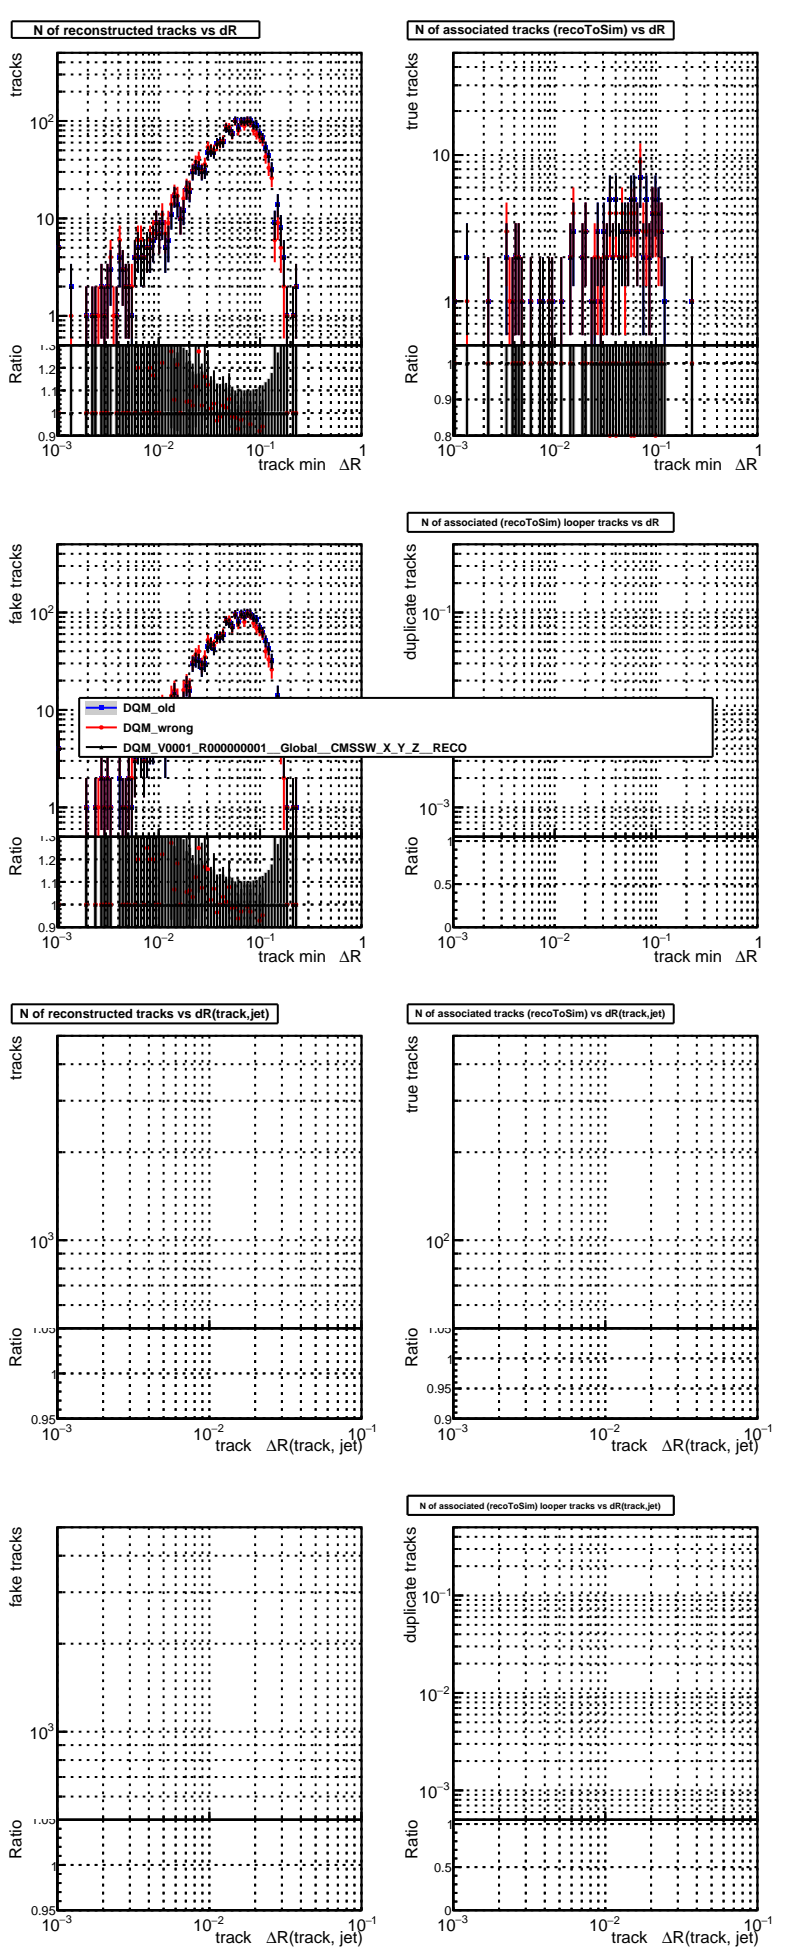 N of reconstructed tracks vs dR
tracks
10²
10
1
Ratio
1.3
1.2
1.1
1
0.9
10⁻³
10⁻²
10⁻¹
1
track min ΔR
N of associated tracks (recoToSim) vs dR
true tracks
10
1
Ratio
1
0.9
0.8
10⁻³
10⁻²
10⁻¹
1
track min ΔR
fake tracks
10²
10
1
Ratio
1.3
1.2
1.1
1
0.9
10⁻³
10⁻²
10⁻¹
1
track min ΔR
N of associated (recoToSim) looper tracks vs dR
duplicate tracks
10⁻¹
10⁻³
Ratio
1
0.5
0
10⁻³
10⁻²
10⁻¹
1
track min ΔR
DQM_old
DQM_wrong
DQM_V0001_R000000001__Global__CMSSW_X_Y_Z__RECO
N of reconstructed tracks vs dR(track,jet)
tracks
10³
Ratio
1.05
1
0.95
10⁻³
10⁻²
10⁻¹
track ΔR(track, jet)
N of associated tracks (recoToSim) vs dR(track,jet)
true tracks
10²
Ratio
1.05
1
0.95
0.9
10⁻³
10⁻²
10⁻¹
track ΔR(track, jet)
fake tracks
10³
Ratio
1.05
1
0.95
10⁻³
10⁻²
10⁻¹
track ΔR(track, jet)
N of associated (recoToSim) looper tracks vs dR(track,jet)
duplicate tracks
10⁻¹
10⁻²
10⁻³
Ratio
1
0.5
0
10⁻³
10⁻²
10⁻¹
track ΔR(track, jet)